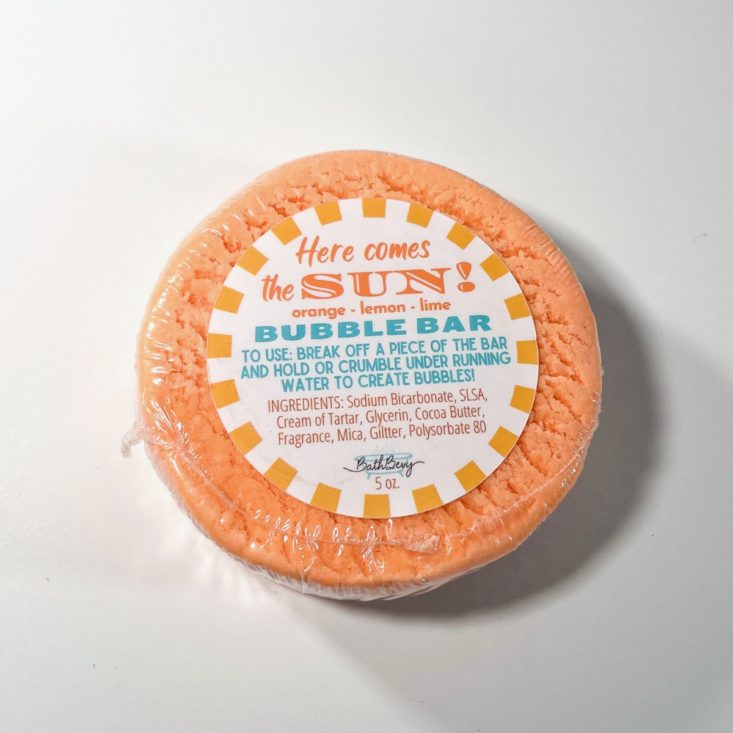 Here comes
the SUN!
orange - lemon - lime
BUBBLE BAR
TO USE: BREAK OFF A PIECE OF THE BAR
AND HOLD OR CRUMBLE UNDER RUNNING
WATER TO CREATE BUBBLES!
INGREDIENTS: Sodium Bicarbonate, SLSA,
Cream of Tartar, Glycerin, Cocoa Butter,
Fragrance, Mica, Glitter, Polysorbate 80
BathBevy
5 oz.